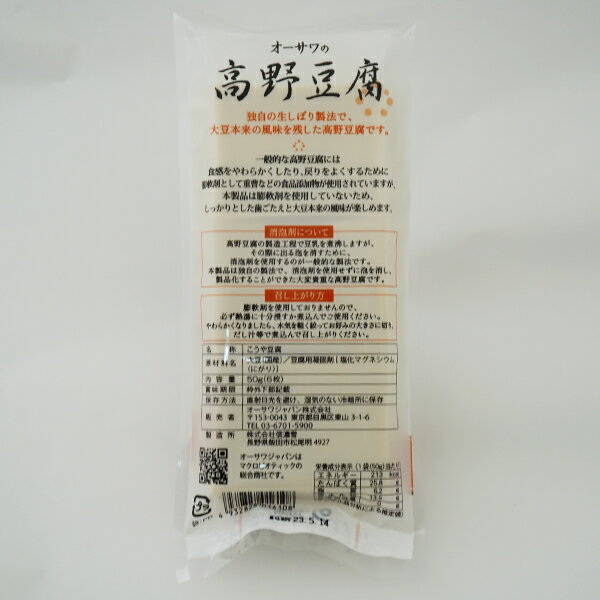 オーサワの
高野豆腐
独自の生しぼり製法で、
大豆本来の風味を残した高野豆腐です。
一般的な高野豆腐には
食感をやわらかくしたり、戻りをよくするために
膨軟剤として重曹などの食品添加物が使用されていますが、
本製品は膨軟剤を使用していないため、
しっかりとした歯ごたえと大豆本来の風味が楽しめます。
消泡剤について
高野豆腐の製造工程で豆乳を煮沸しますが、
その際に出る泡を消すために、
消泡剤を使用するのが一般的な製法です。
本製品は独自の製法で、消泡剤を使用せずに泡を消し、
製品化することができた大変貴重な高野豆腐です。
召し上がり方
膨軟剤を使用しておりませんので、
必ず熱湯に十分浸すか煮込んでご使用ください。
やわらかくなりましたら、水気を軽く絞ってお好みの大きさに切り、
だし汁等で煮込んで召し上がりください。
名称 こうや豆腐
原材料名 大豆(国産)／豆腐用凝固剤[塩化マグネシウム
(にがり)]
内容量 50g(6枚)
賞味期限 枠外下部記載
保存方法 直射日光を避け、湿気のない冷暗所に保存
販売者 オーサワジャパン株式会社
〒153-0043 東京都目黒区東山 3-1-6
TEL 03-6701-5900
製造所 株式会社信濃雪
長野県飯田市松尾明 4927
オーサワジャパンは
マクロビオティックの
総合商社です。
栄養成分表示(1袋(50g)当たり)
エネルギー 213 kcal
たんぱく質 25.8 g
プラ
23.5.14